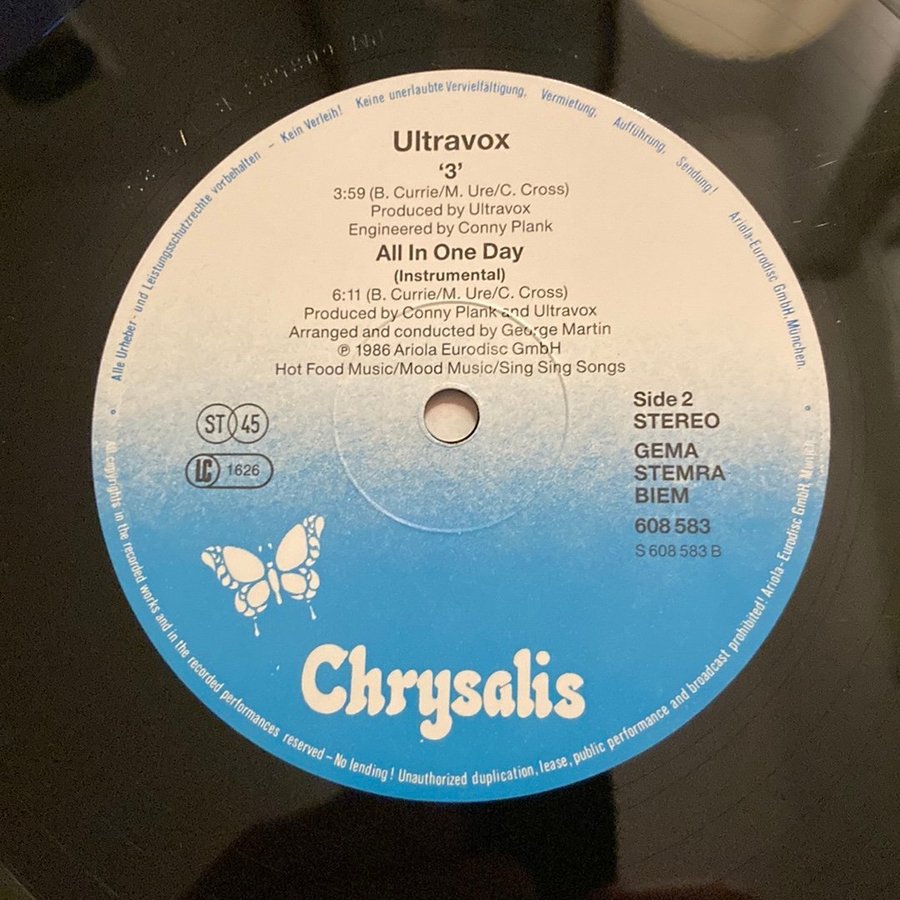 Ultravox
‘3’
3:59 (B. Currie/M. Ure/C. Cross)
Produced by Ultravox
Engineered by Conny Plank
All In One Day
(Instrumental)
6:11 (B. Currie/M. Ure/C. Cross)
Produced by Conny Plank and Ultravox
Arranged and conducted by George Martin
℗ 1986 Ariola Eurodisc GmbH
Hot Food Music/Mood Music/Sing Sing Songs
ST 45
LC 1626
Side 2
STEREO
GEMA
STEMRA
BIEM
608 583
S 608 583 B
Chrysalis
Alle Urheber- und Leistungsschutzrechte vorbehalten – Kein Verleih! Keine unerlaubte Vervielfältigung, Vermietung, Aufführung, Sendung! Ariola-Eurodisc GmbH, München.
All copyrights in the recorded works and in the recorded performances reserved – No lending! Unauthorized duplication, lease, public performance and broadcast prohibited! Ariola-Eurodisc GmbH,